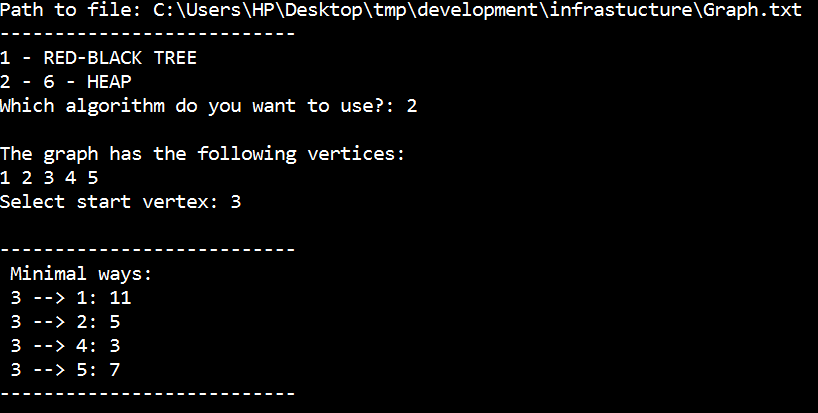 Path to file: C:\Users\HP\Desktop\tmp\development\infrastucture\Graph.txt
---------------------------
1 - RED-BLACK TREE
2 - 6 - HEAP
Which algorithm do you want to use?: 2
The graph has the following vertices:
1 2 3 4 5
Select start vertex: 3
---------------------------
Minimal ways:
3 --> 1: 11
3 --> 2: 5
3 --> 4: 3
3 --> 5: 7
---------------------------